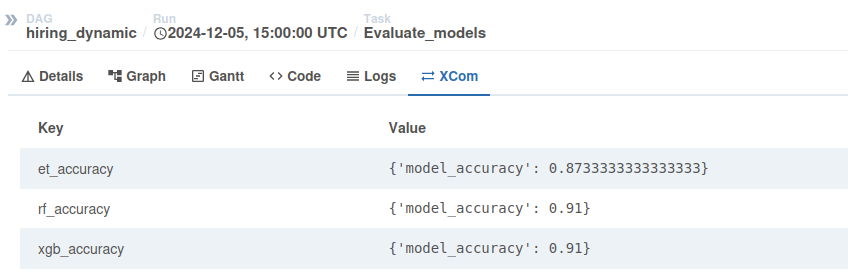 DAG Run Task
hiring_dynamic / 2024-12-05, 15:00:00 UTC / Evaluate_models
Details Graph Gantt Code Logs XCom
Key Value
et_accuracy {'model_accuracy': 0.8733333333333333}
rf_accuracy {'model_accuracy': 0.91}
xgb_accuracy {'model_accuracy': 0.91}